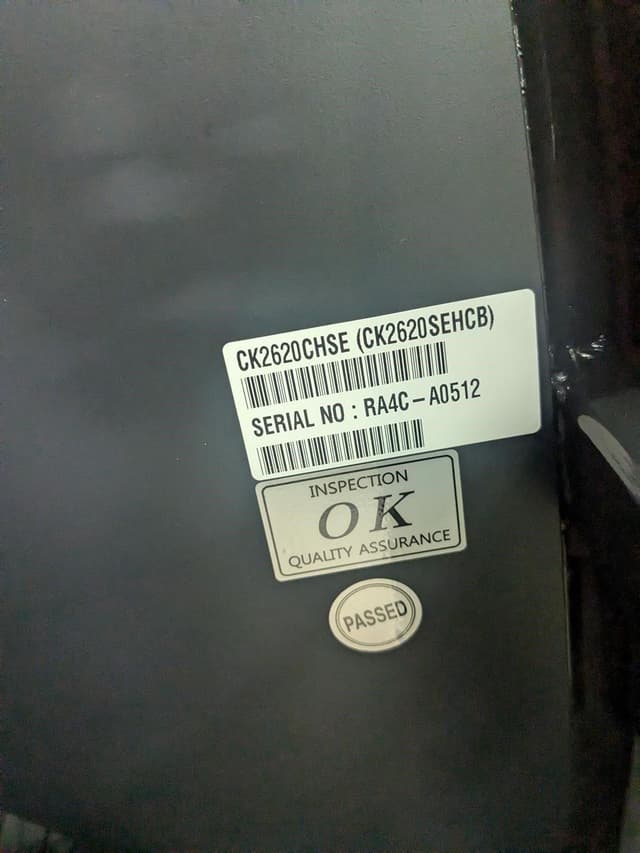 CK2620CHSE (CK2620SEHCB)
SERIAL NO : RA4C-A0512
INSPECTION
OK
QUALITY ASSURANCE
PASSED